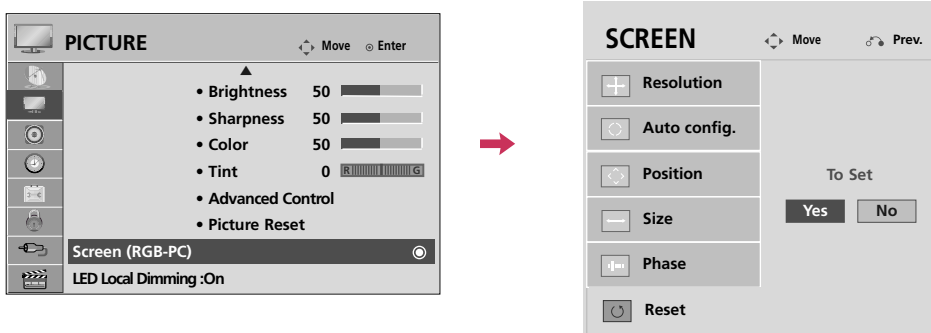 PICTURE
Move
Enter
• Brightness 50
• Sharpness 50
• Color 50
• Tint 0 R G
• Advanced Control
• Picture Reset
Screen (RGB-PC)
LED Local Dimming :On
SCREEN
Move
Prev.
Resolution
Auto config.
Position
Size
Phase
Reset
To Set
Yes No